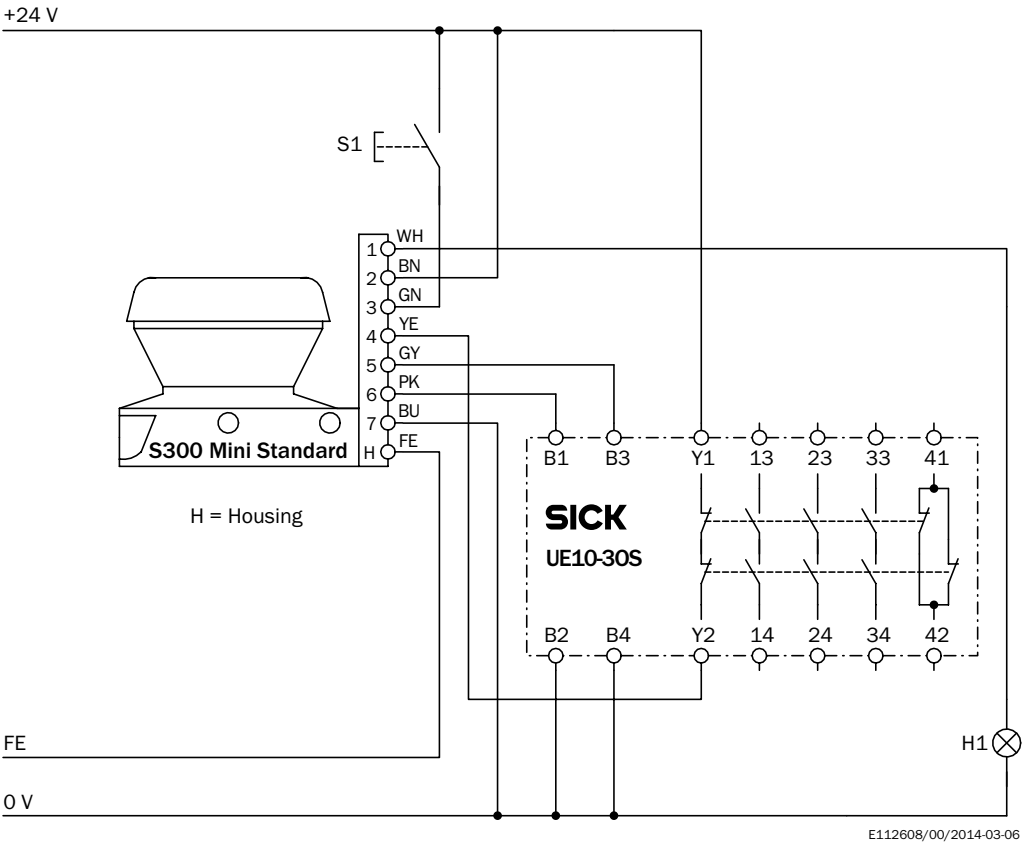 +24 V
S1
1 WH
2 BN
3 GN
4 YE
5 GY
6 PK
7 BU
H FE
S300 Mini Standard
H = Housing
B1 B3 Y1 13 23 33 41
SICK
UE10-30S
B2 B4 Y2 14 24 34 42
FE
H1
0 V
E112608/00/2014-03-06